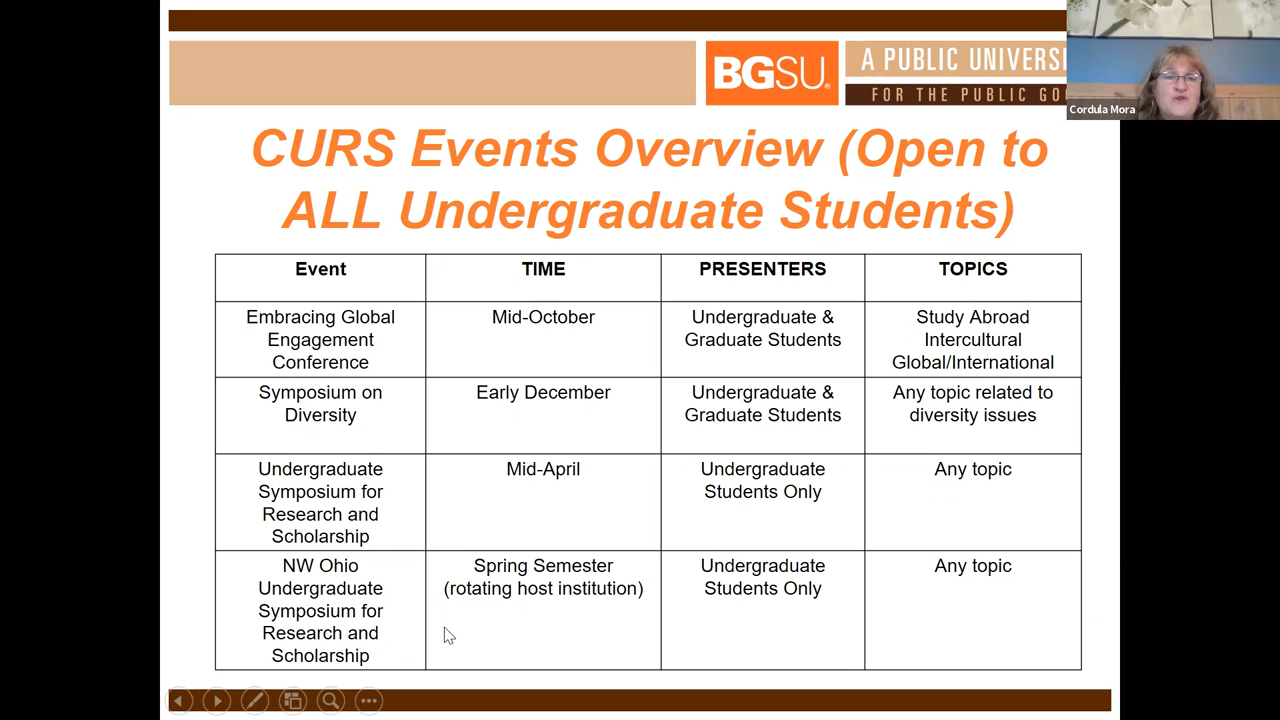 BGSU.
A PUBLIC UNIVERS
FOR THE PUBLIC GO
Cordula Mora
CURS Events Overview (Open to
ALL Undergraduate Students)
Event TIME PRESENTERS TOPICS
Embracing Global
Engagement
Conference
Mid-October
Undergraduate &
Graduate Students
Study Abroad
Intercultural
Global/International
Symposium on
Diversity
Early December
Undergraduate &
Graduate Students
Any topic related to
diversity issues
Undergraduate
Symposium for
Research and
Scholarship
Mid-April
Undergraduate
Students Only
Any topic
NW Ohio
Undergraduate
Symposium for
Research and
Scholarship
Spring Semester
(rotating host institution)
Undergraduate
Students Only
Any topic